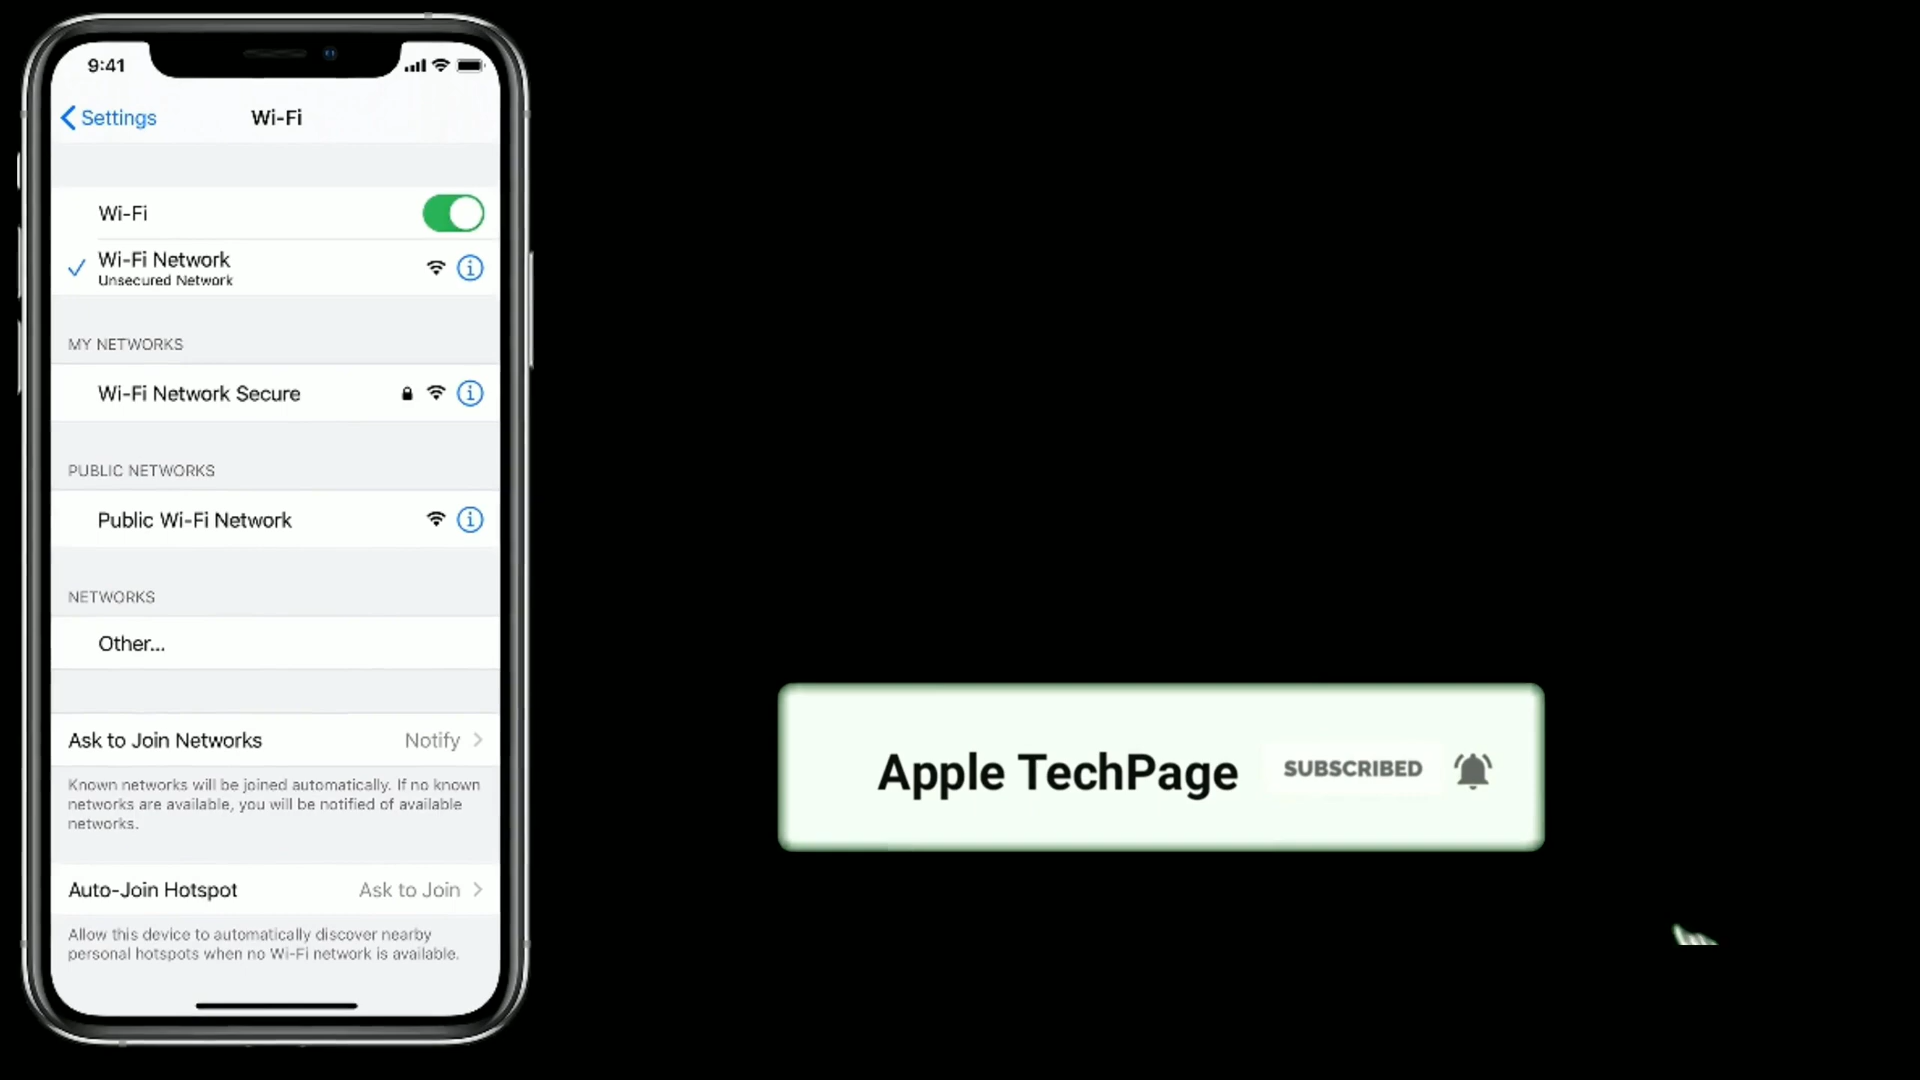 9:41
Settings
Wi-Fi
Wi-Fi
Wi-Fi Network
Unsecured Network
MY NETWORKS
Wi-Fi Network Secure
PUBLIC NETWORKS
Public Wi-Fi Network
NETWORKS
Other...
Ask to Join Networks Notify
Known networks will be joined automatically. If no known
networks are available, you will be notified of available
networks.
Auto-Join Hotspot Ask to Join
Allow this device to automatically discover nearby
personal hotspots when no Wi-Fi network is available.
Apple TechPage SUBSCRIBED